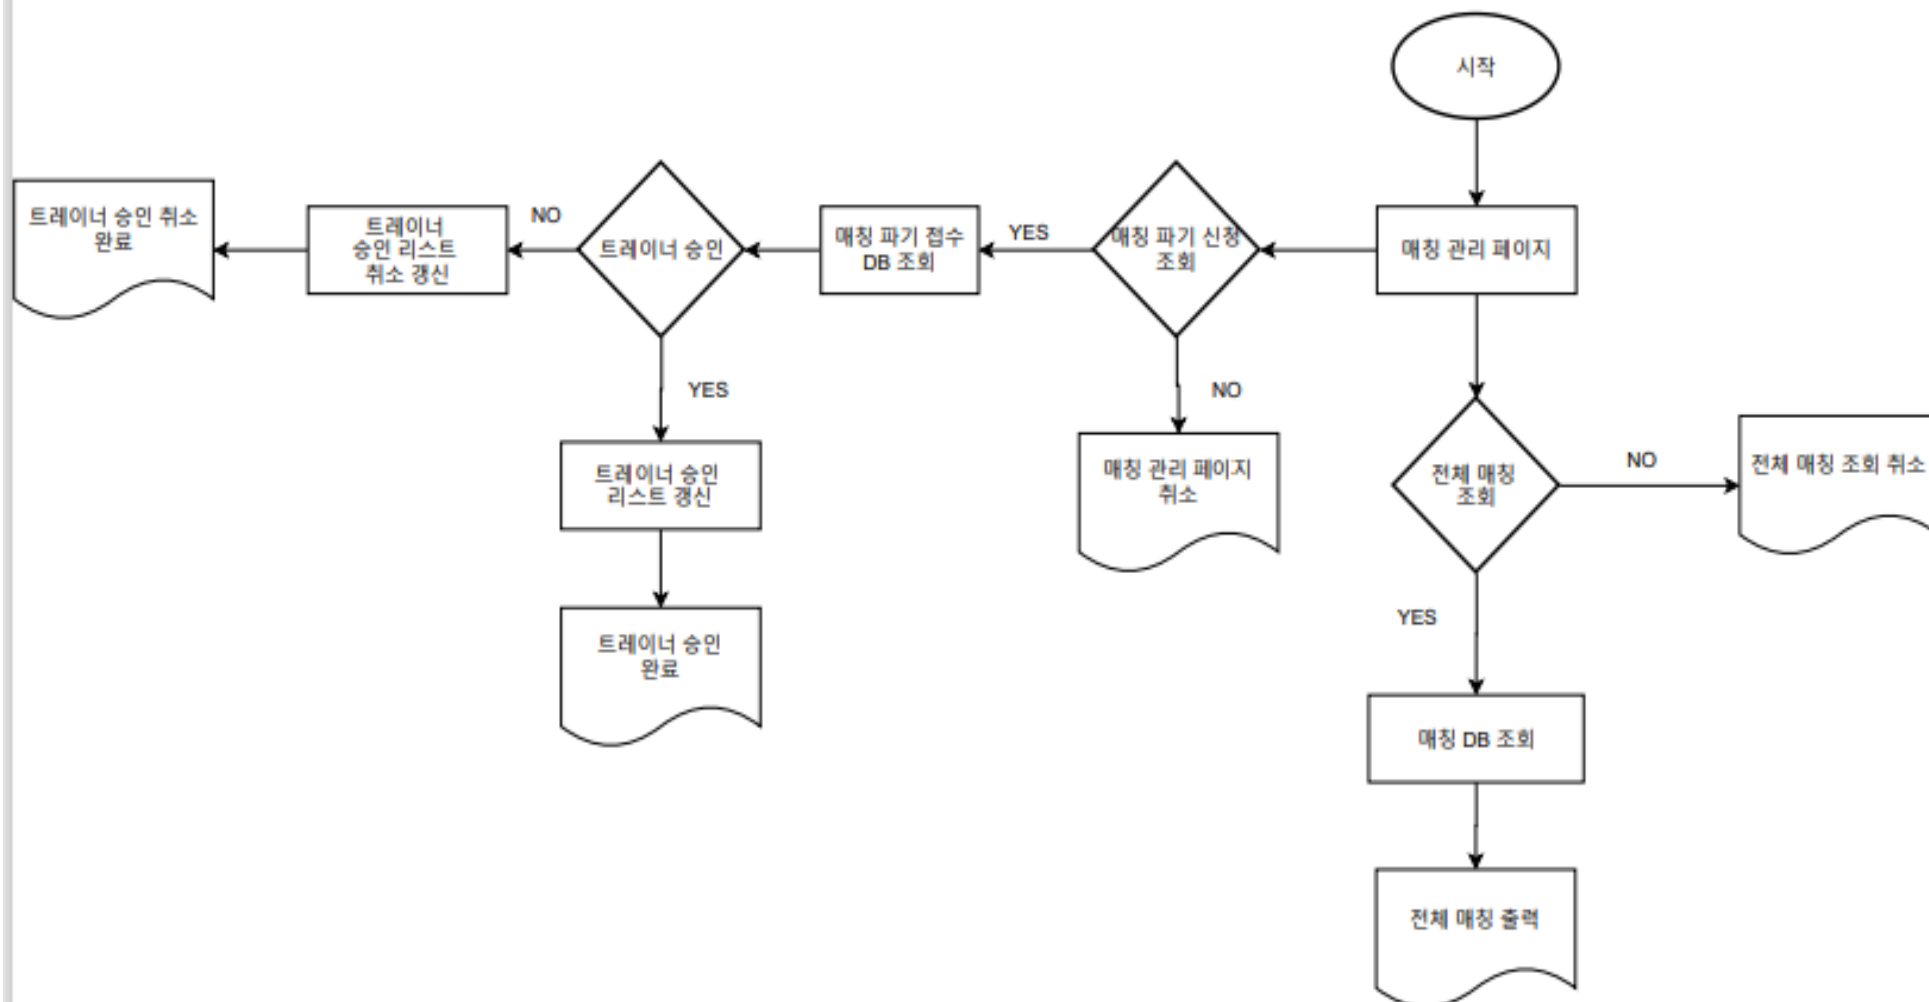 시작
트레이너 승인 취소
완료
트레이너
승인 리스트
취소 갱신
NO
트레이너 승인
매칭 파기 접수
DB 조회
YES
매칭 파기 신청
조회
매칭 관리 페이지
YES
NO
트레이너 승인
리스트 갱신
매칭 관리 페이지
취소
전체 매칭
조회
NO
전체 매칭 조회 취소
YES
트레이너 승인
완료
매칭 DB 조회
전체 매칭 출력